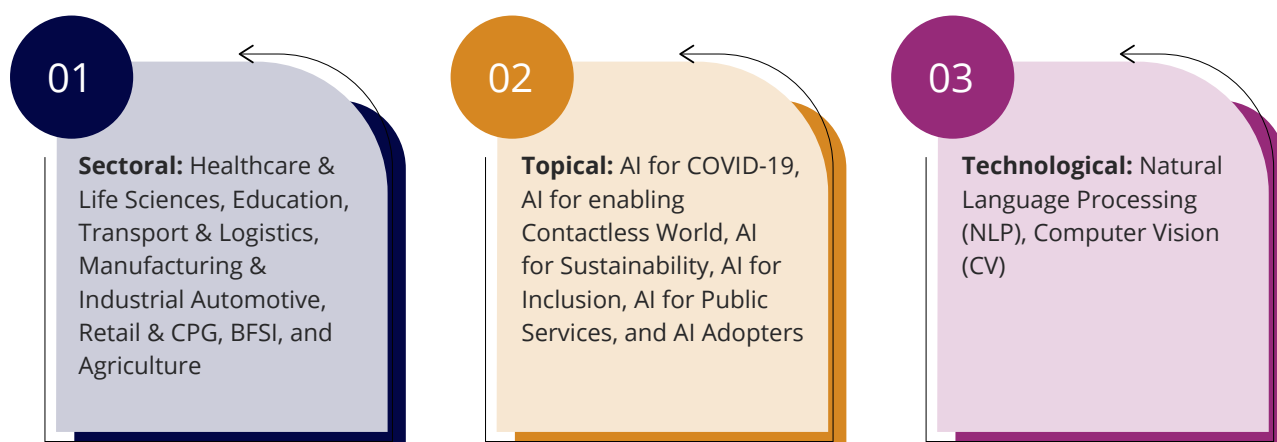 01
Sectoral: Healthcare &
Life Sciences, Education,
Transport & Logistics,
Manufacturing &
Industrial Automotive,
Retail & CPG, BFSI, and
Agriculture
02
Topical: AI for COVID-19,
AI for enabling
Contactless World, AI
for Sustainability, AI for
Inclusion, AI for Public
Services, and AI Adopters
03
Technological: Natural
Language Processing
(NLP), Computer Vision
(CV)